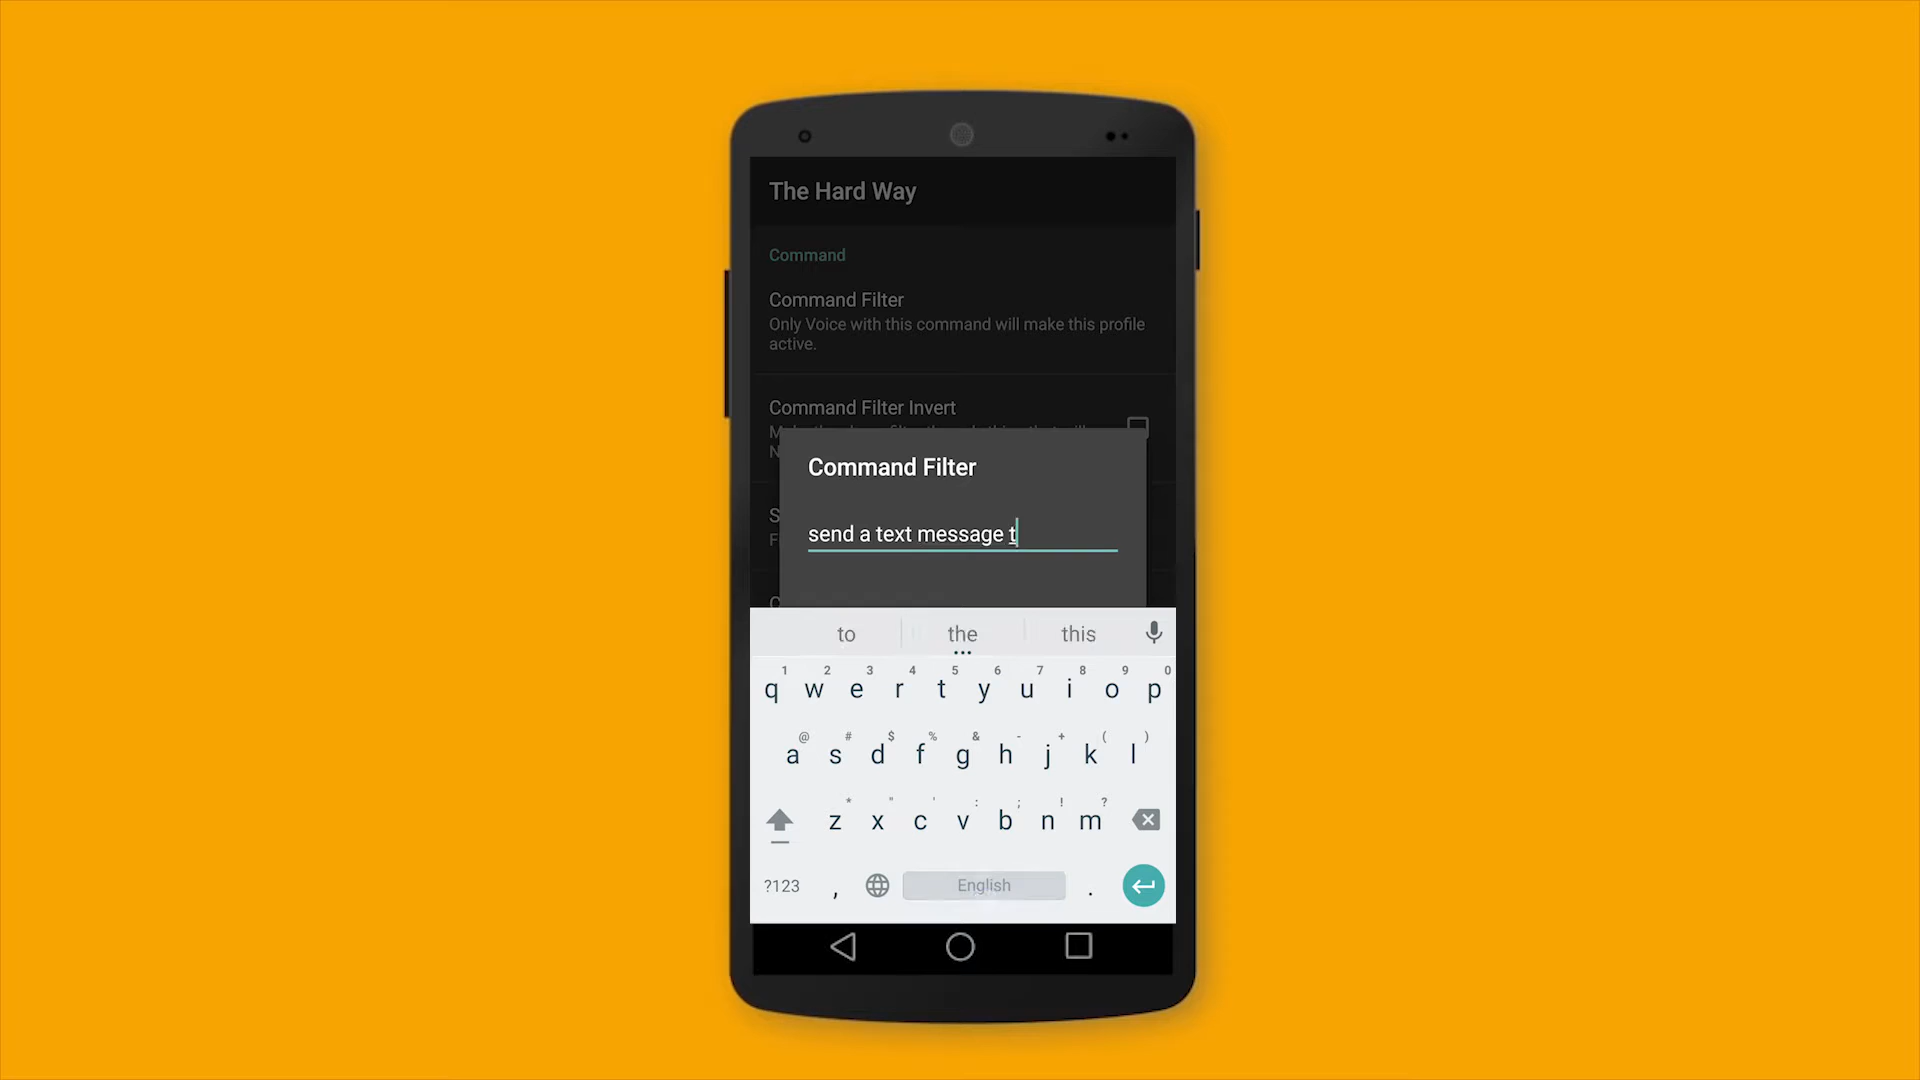 The Hard Way
Command
Command Filter
Only Voice with this command will make this profile
active.
Command Filter Invert
Command Filter
send a text message t
to the this
1 2 3 4 5 6 7 8 9 0
q w e r t y u i o p
@ # $ % & - + ( )
a s d f g h j k l
* " ' : ; ! ?
z x c v b n m
?123 , English .